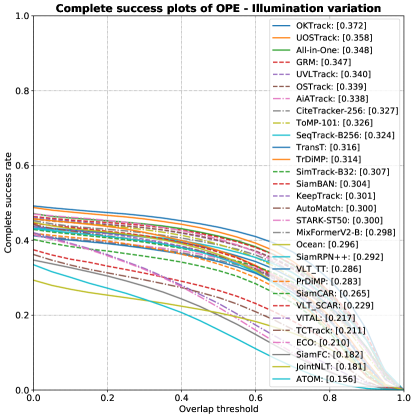 Complete success plots of OPE - Illumination variation
Complete success rate
1.0
0.8
0.6
0.4
0.2
0.0
OKTrack: [0.372]
UOSTrack: [0.358]
All-in-One: [0.348]
GRM: [0.347]
UVLTrack: [0.340]
OSTrack: [0.339]
AiATrack: [0.338]
CiteTracker-256: [0.327]
ToMP-101: [0.326]
SeqTrack-B256: [0.324]
TransT: [0.316]
TrDiMP: [0.314]
SimTrack-B32: [0.307]
SiamBAN: [0.304]
KeepTrack: [0.301]
AutoMatch: [0.300]
STARK-ST50: [0.300]
MixFormerV2-B: [0.298]
Ocean: [0.296]
SiamRPN++: [0.292]
VLT_TT: [0.286]
PrDiMP: [0.283]
SiamCAR: [0.265]
VLT_SCAR: [0.229]
VITAL: [0.217]
TCTrack: [0.211]
ECO: [0.210]
SiamFC: [0.182]
JointNLT: [0.181]
ATOM: [0.156]
0.0 0.2 0.4 0.6 0.8 1.0
Overlap threshold